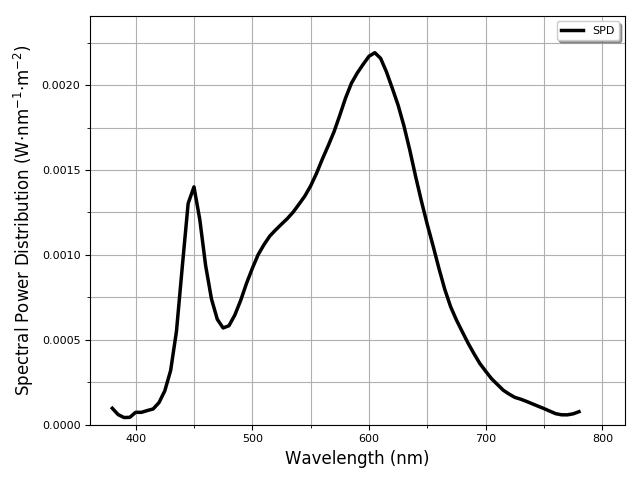 SPD
Spectral Power Distribution (W·nm⁻¹·m⁻²)
0.0020
0.0015
0.0010
0.0005
0.0000
400 500 600 700 800
Wavelength (nm)